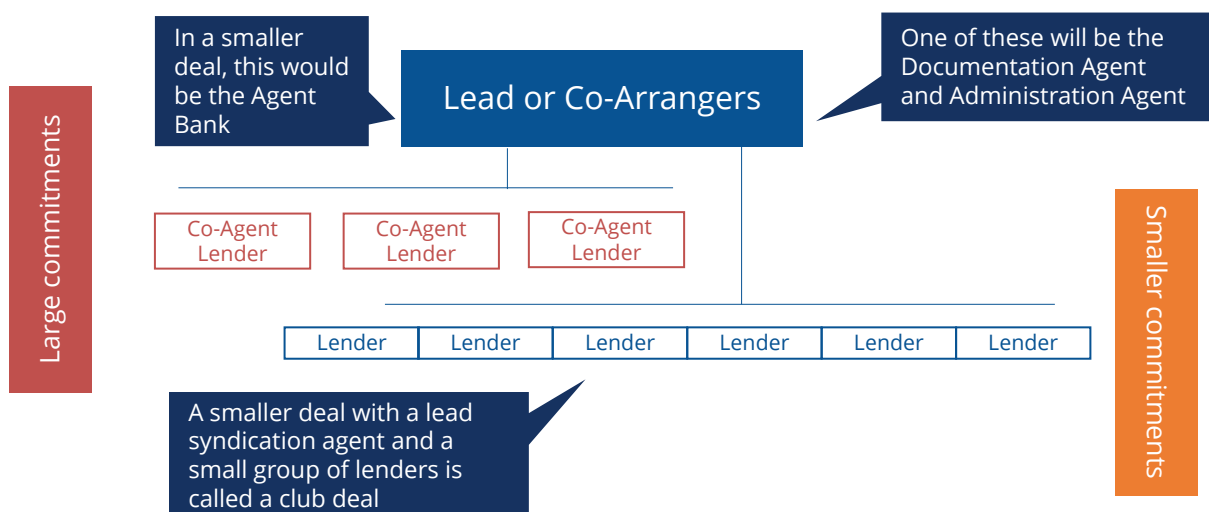 In a smaller
deal, this would
be the Agent
Bank
Lead or Co-Arrangers
One of these will be the
Documentation Agent
and Administration Agent
Large commitments
Co-Agent
Lender
Co-Agent
Lender
Co-Agent
Lender
Smaller commitments
Lender
Lender
Lender
Lender
Lender
Lender
A smaller deal with a lead
syndication agent and a
small group of lenders is
called a club deal